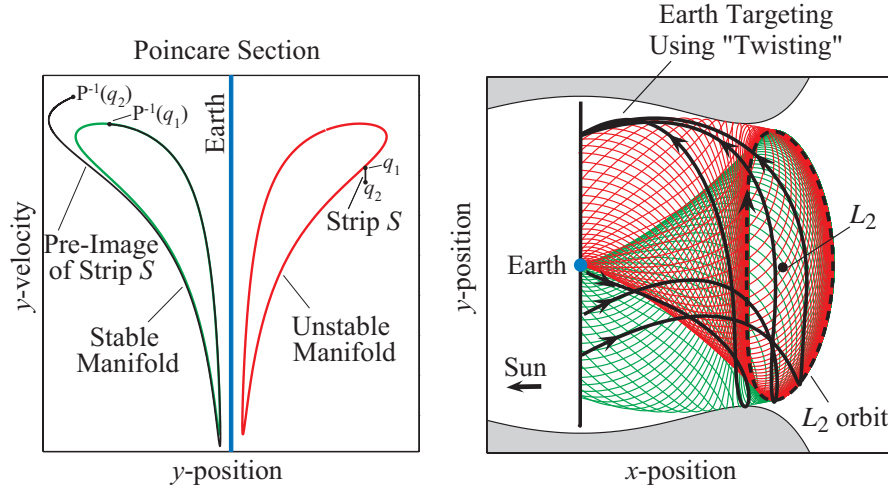 Poincare Section
P⁻¹(q₂)
P⁻¹(q₁)
Earth
q₁
q₂
Strip S
y-velocity
Pre-Image
of Strip S
Stable
Manifold
Unstable
Manifold
y-position
Earth Targeting
Using "Twisting"
y-position
L₂
Earth
Sun
L₂ orbit
x-position